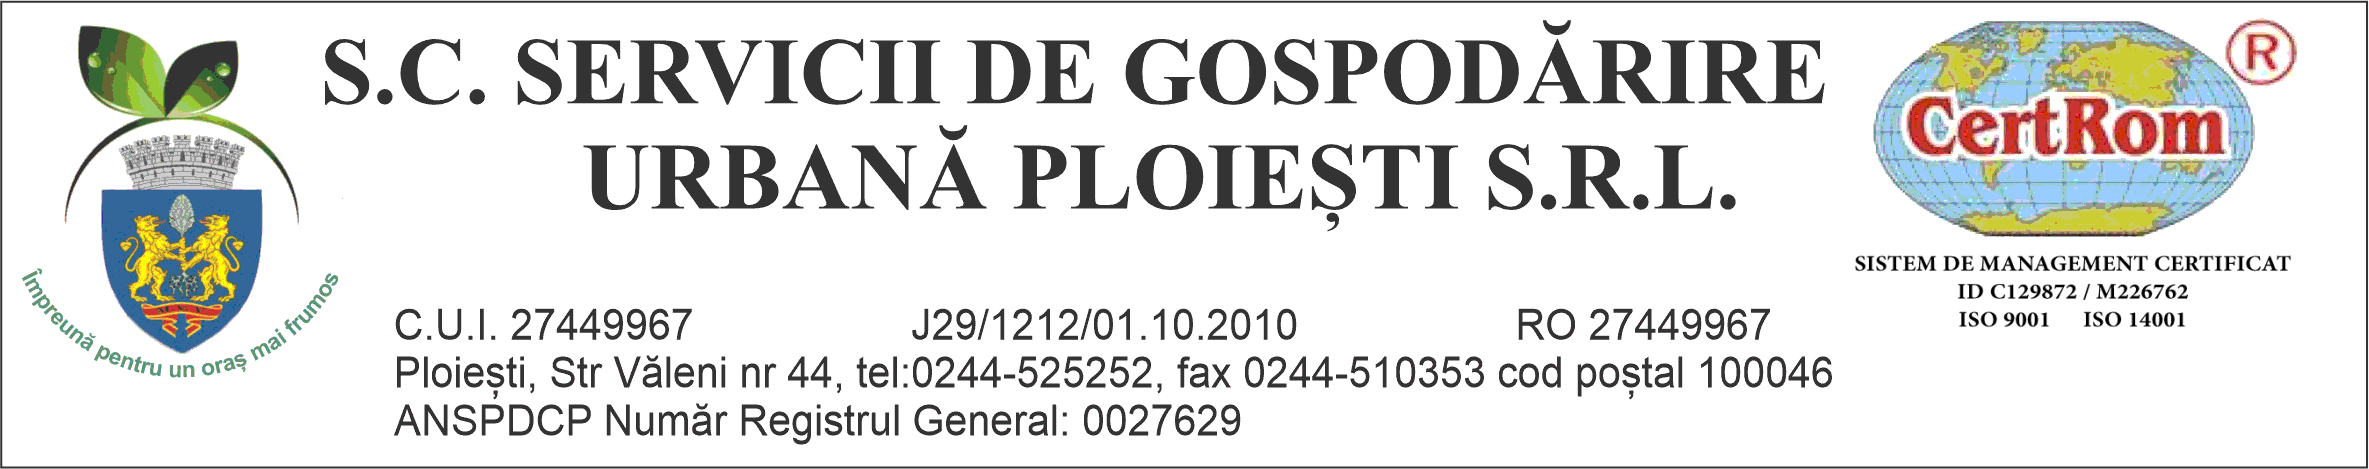 S.C. SERVICII DE GOSPODĂRIRE
URBANĂ PLOIEȘTI S.R.L.
CertRom
®
SISTEM DE MANAGEMENT CERTIFICAT
ID C129872 / M226762
ISO 9001 ISO 14001
Împreună pentru un oraș mai frumos
C.U.I. 27449967 J29/1212/01.10.2010 RO 27449967
Ploiești, Str Văleni nr 44, tel:0244-525252, fax 0244-510353 cod poștal 100046
ANSPDCP Număr Registrul General: 0027629